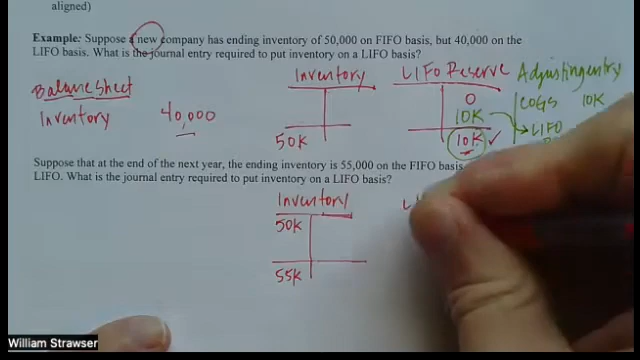 aligned)
Example: Suppose a new company has ending inventory of 50,000 on FIFO basis, but 40,000 on the
LIFO basis. What is the journal entry required to put inventory on a LIFO basis?
Balance Sheet
Inventory 40,000
Inventory
50K
LIFO Reserve
0
10K
10K ✓
Adjusting entry
COGS 10K
LIFO
Suppose that at the end of the next year, the ending inventory is 55,000 on the FIFO basis
LIFO. What is the journal entry required to put inventory on a LIFO basis?
Inventory
50K
55K
William Strawser